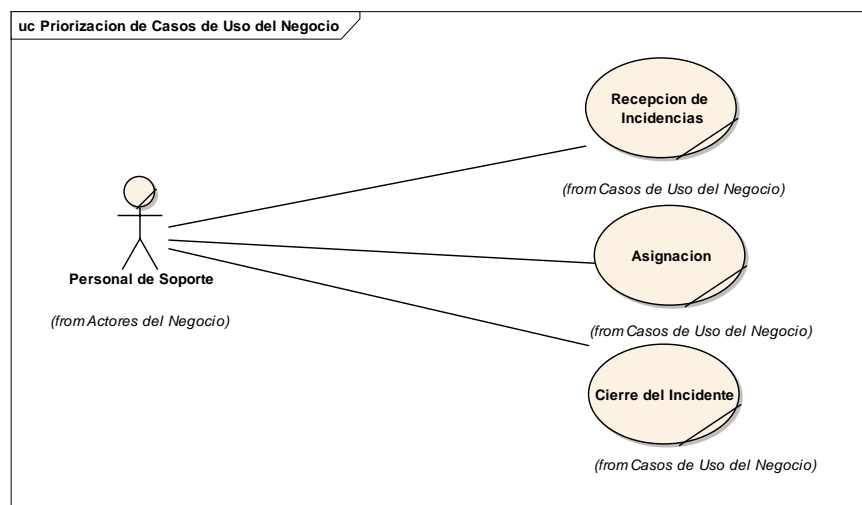 uc Priorizacion de Casos de Uso del Negocio
Recepcion de
Incidencias
(from Casos de Uso del Negocio)
Personal de Soporte
(from Actores del Negocio)
Asignacion
(from Casos de Uso del Negocio)
Cierre del Incidente
(from Casos de Uso del Negocio)